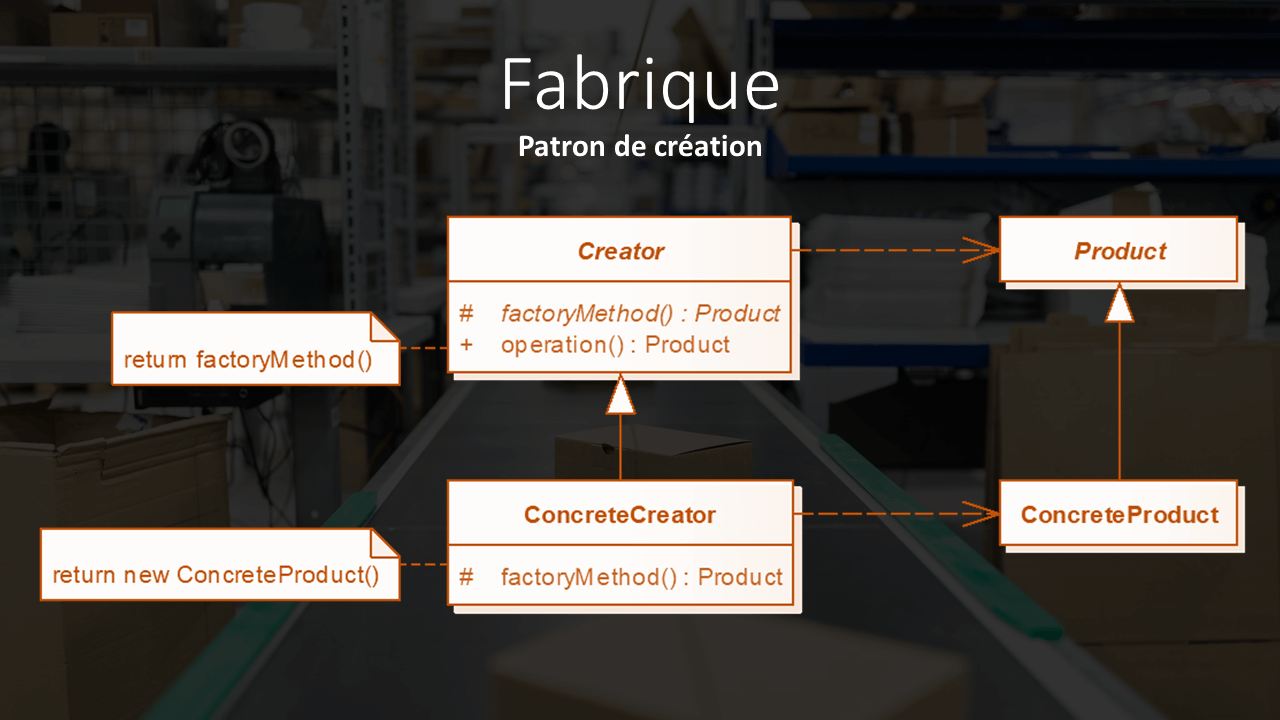 Fabrique
Patron de création
Creator
Product
# factoryMethod() : Product
+ operation() : Product
return factoryMethod()
ConcreteCreator
ConcreteProduct
# factoryMethod() : Product
return new ConcreteProduct()